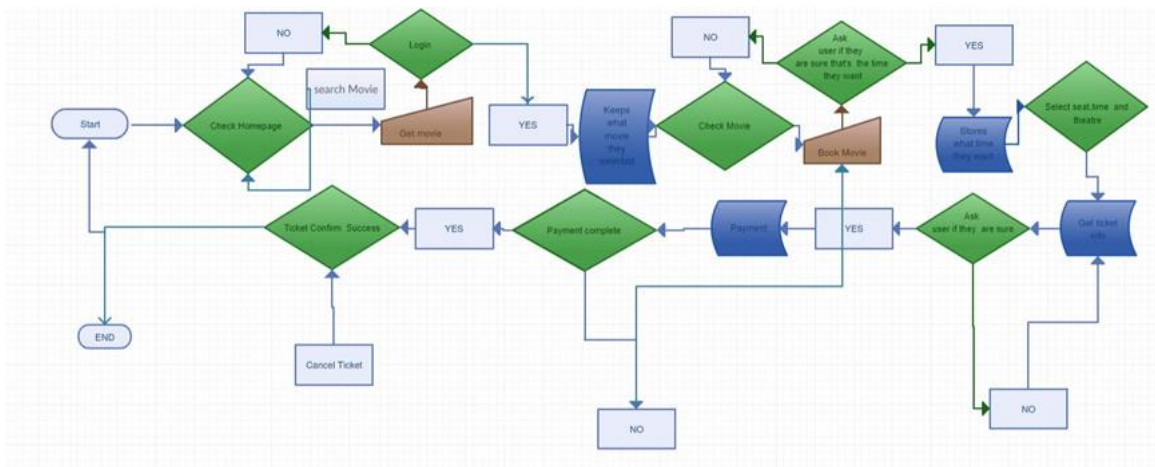 NO
Login
search Movie
Start
Check Homepage
Get movie
YES
Keeps
what
movie
they
selected
NO
Check Movie
Ask
user if they
are sure that's the time
they want
Book Movie
YES
Stores
what time
they want
Select seat,time and
theatre
Ticket Confirm Success
YES
Payment complete
Payment
YES
Ask
user if they are sure
Get ticket
info
END
Cancel Ticket
NO
NO